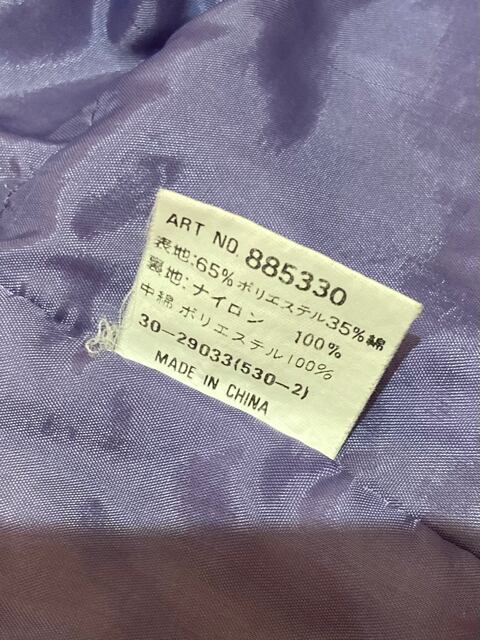 ART NO. 885330
表地:65%ポリエステル35%綿
裏地:ナイロン 100%
中綿 ポリエステル100%
30-29033(530-2)
MADE IN CHINA